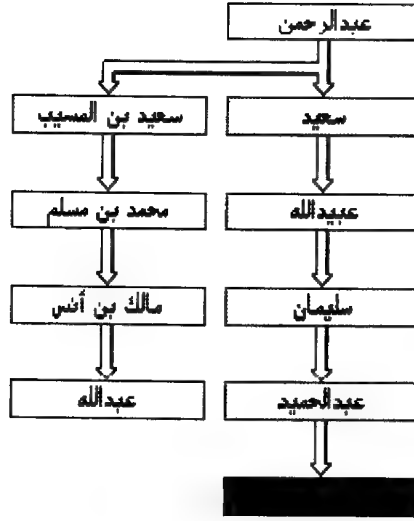 عبدالرحمن
سعيد
سعيد بن المسيب
عبيدالله
محمد بن مسلم
سليمان
مالك بن أنس
عبدالحميد
عبدالله